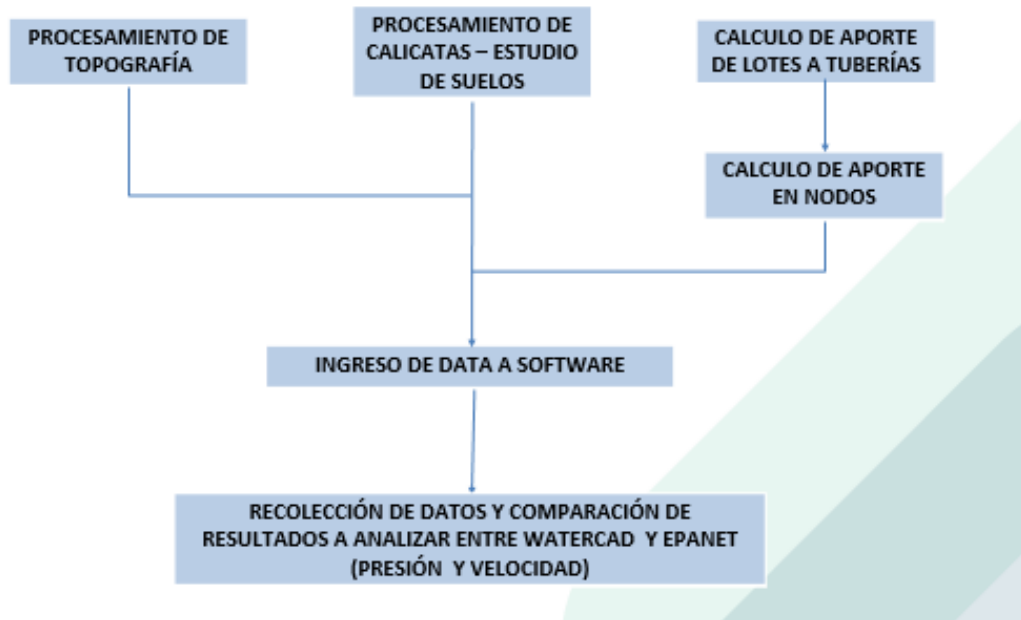 PROCESAMIENTO DE
TOPOGRAFÍA
PROCESAMIENTO DE
CALICATAS – ESTUDIO
DE SUELOS
CALCULO DE APORTE
DE LOTES A TUBERÍAS
CALCULO DE APORTE
EN NODOS
INGRESO DE DATA A SOFTWARE
RECOLECCIÓN DE DATOS Y COMPARACIÓN DE
RESULTADOS A ANALIZAR ENTRE WATERCAD Y EPANET
(PRESIÓN Y VELOCIDAD)